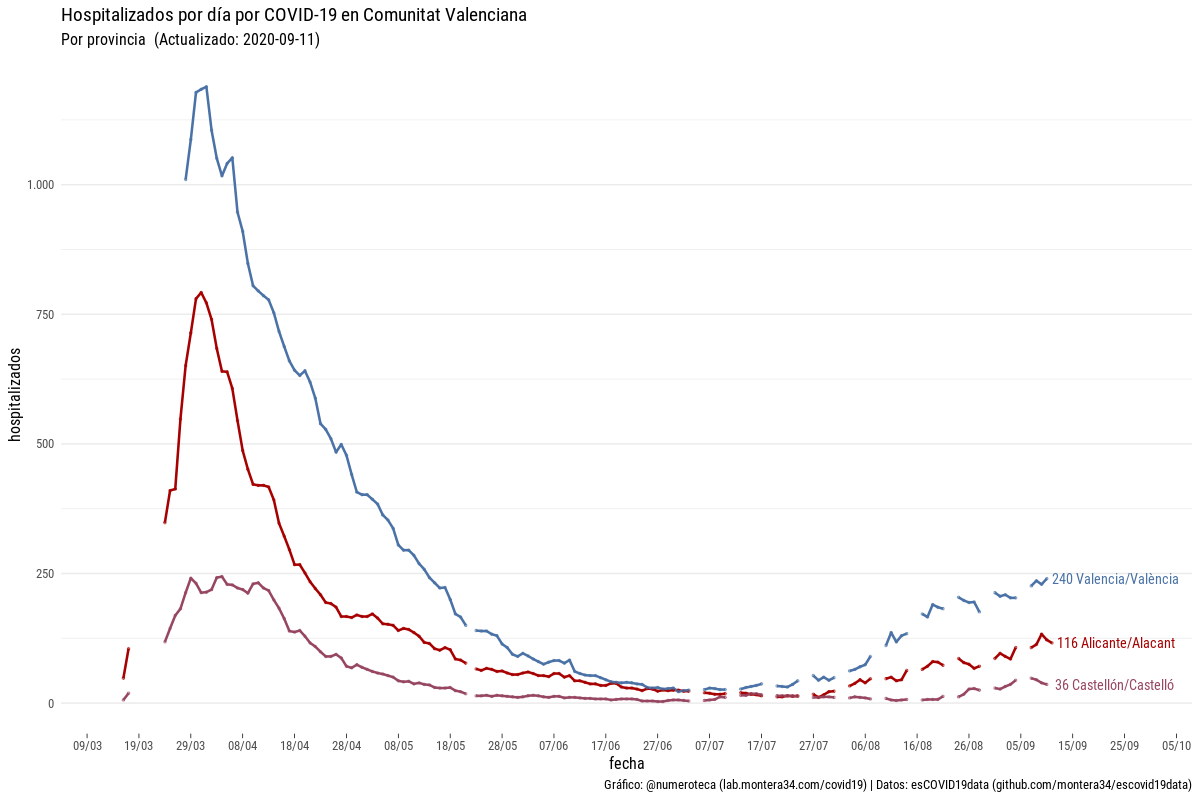 Hospitalizados por día por COVID-19 en Comunitat Valenciana
Por provincia (Actualizado: 2020-09-11)
hospitalizados
1.000
750
500
250
0
240 Valencia/València
116 Alicante/Alacant
36 Castellón/Castelló
09/03 19/03 29/03 08/04 18/04 28/04 08/05 18/05 28/05 07/06 17/06 27/06 07/07 17/07 27/07 06/08 16/08 26/08 05/09 15/09 25/09 05/10
fecha
Gráfico: @numeroteca (lab.montera34.com/covid19) | Datos: esCOVID19data (github.com/montera34/escovid19data)